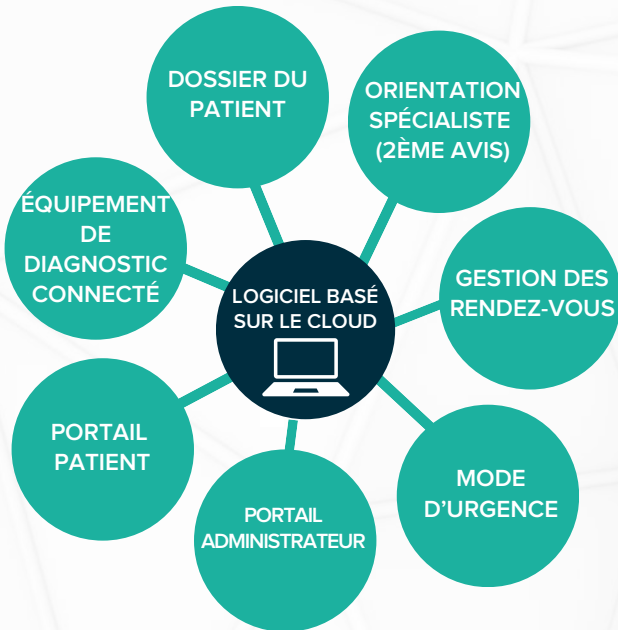 DOSSIER DU
PATIENT
ORIENTATION
SPÉCIALISTE
(2ÈME AVIS)
ÉQUIPEMENT
DE
DIAGNOSTIC
CONNECTÉ
LOGICIEL BASÉ
SUR LE CLOUD
GESTION DES
RENDEZ-VOUS
PORTAIL
PATIENT
MODE
D’URGENCE
PORTAIL
ADMINISTRATEUR